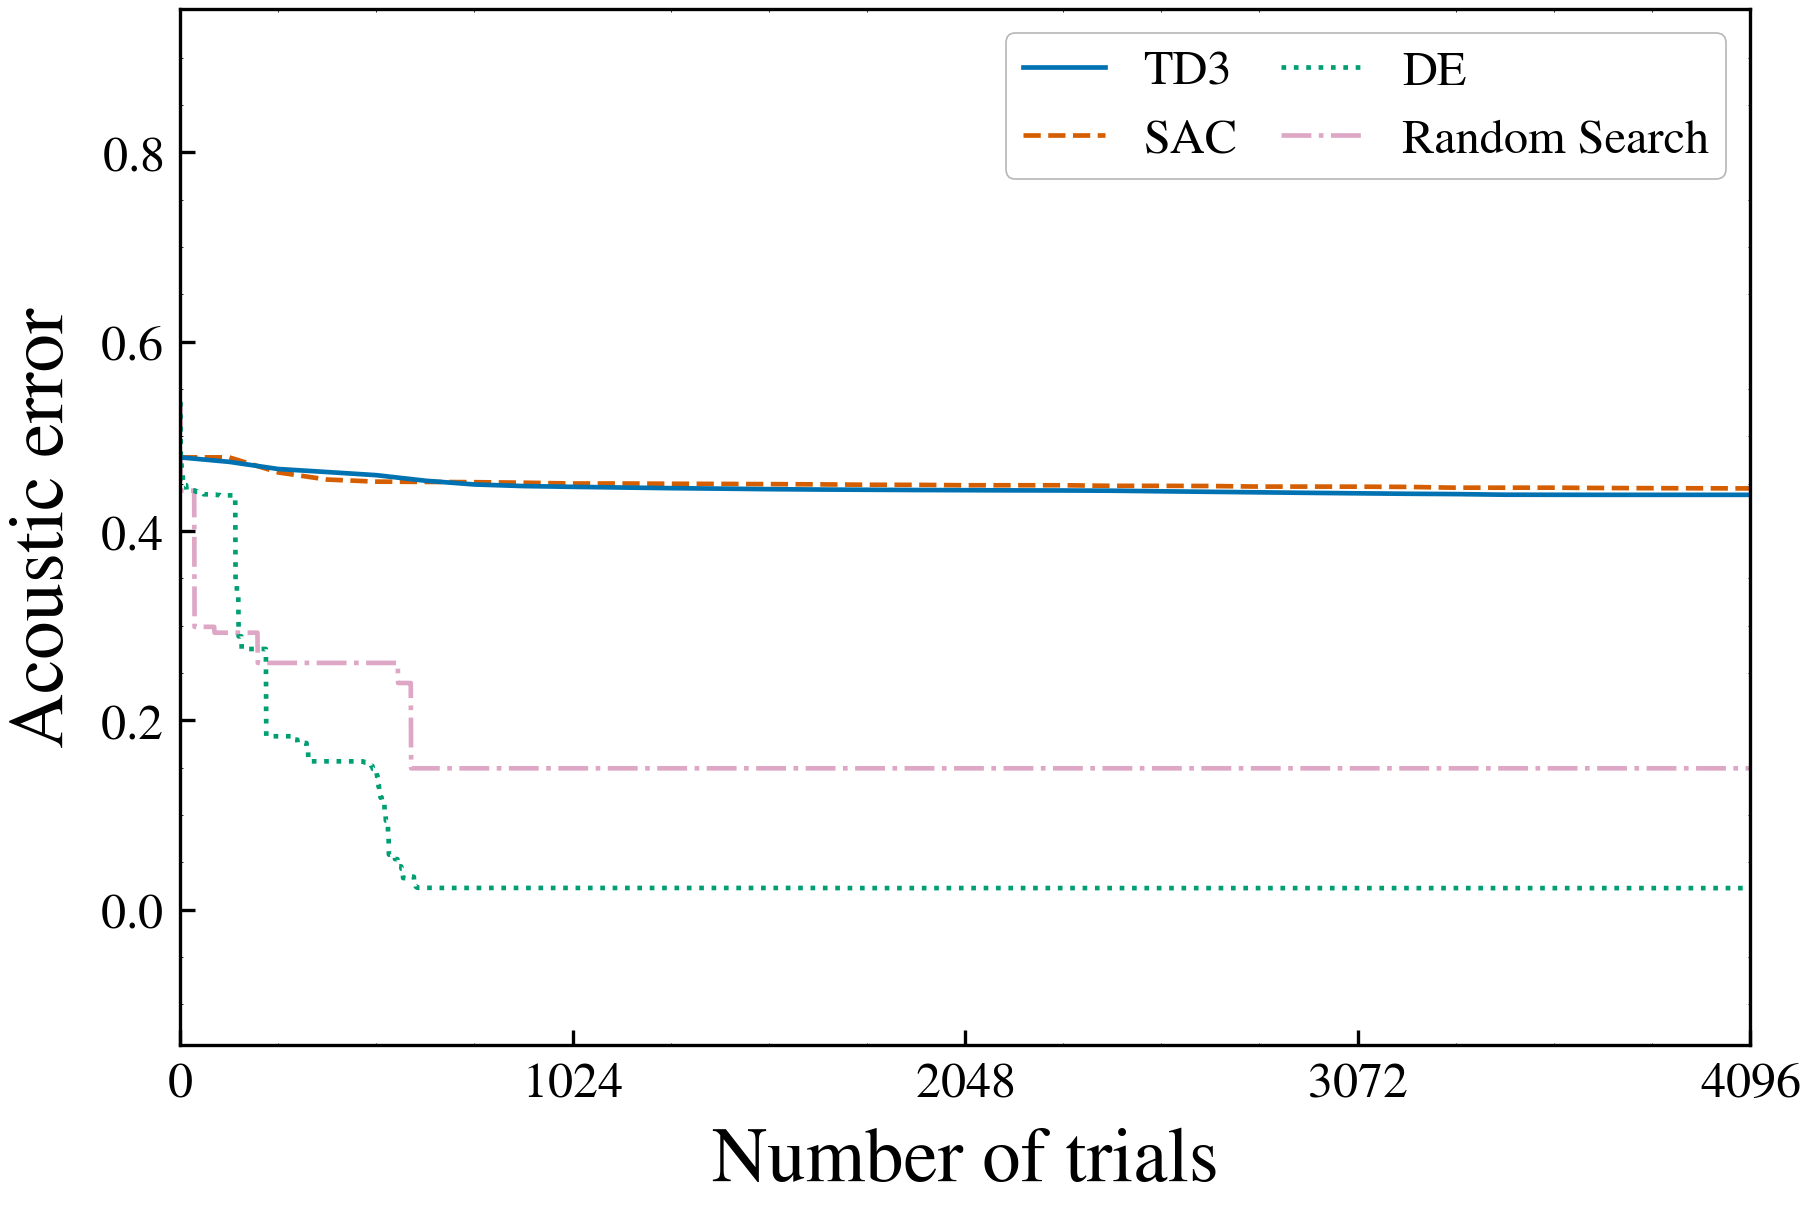 TD3
SAC
DE
Random Search
Acoustic error
0.8
0.6
0.4
0.2
0.0
0
1024
2048
3072
4096
Number of trials